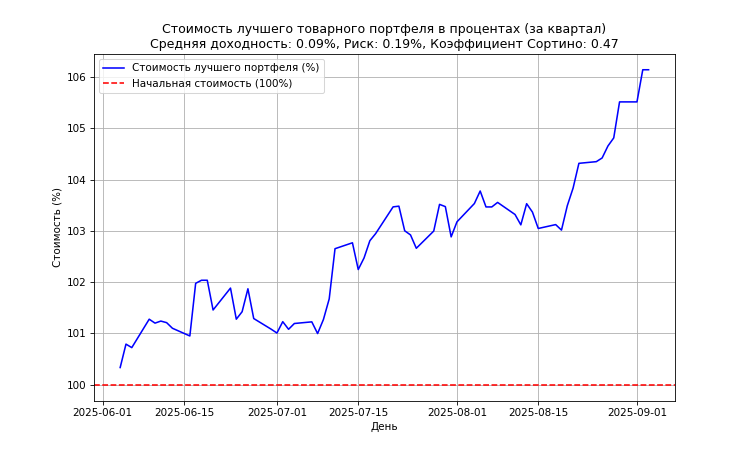 Стоимость лучшего товарного портфеля в процентах (за квартал)
Средняя доходность: 0.09%, Риск: 0.19%, Коэффициент Сортино: 0.47
Стоимость лучшего портфеля (%)
Начальная стоимость (100%)
Стоимость (%)
106
105
104
103
102
101
100
2025-06-01
2025-06-15
2025-07-01
2025-07-15
2025-08-01
2025-08-15
2025-09-01
День